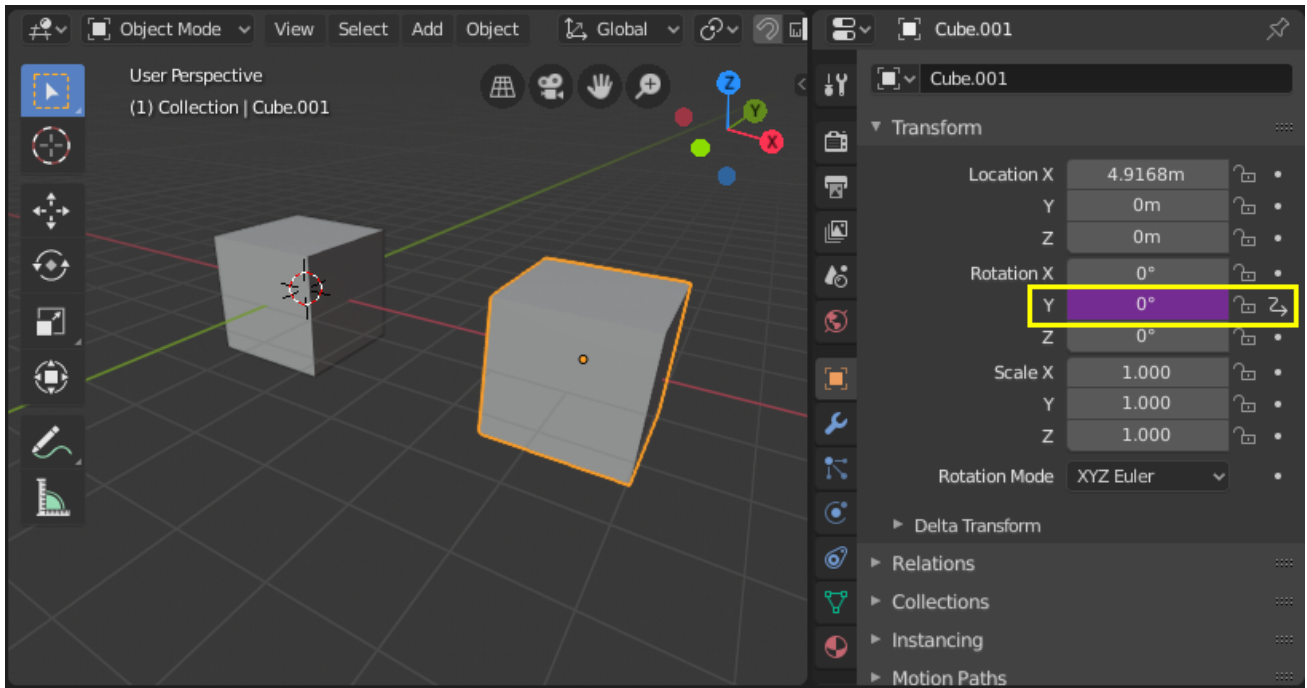 Object Mode View Select Add Object Global
User Perspective
(1) Collection | Cube.001
Z
Y
X
Cube.001
Cube.001
Transform
Location X 4.9168m
Y 0m
Z 0m
Rotation X 0°
Y 0°
Z 0°
Scale X 1.000
Y 1.000
Z 1.000
Rotation Mode XYZ Euler
Delta Transform
Relations
Collections
Instancing
Motion Paths